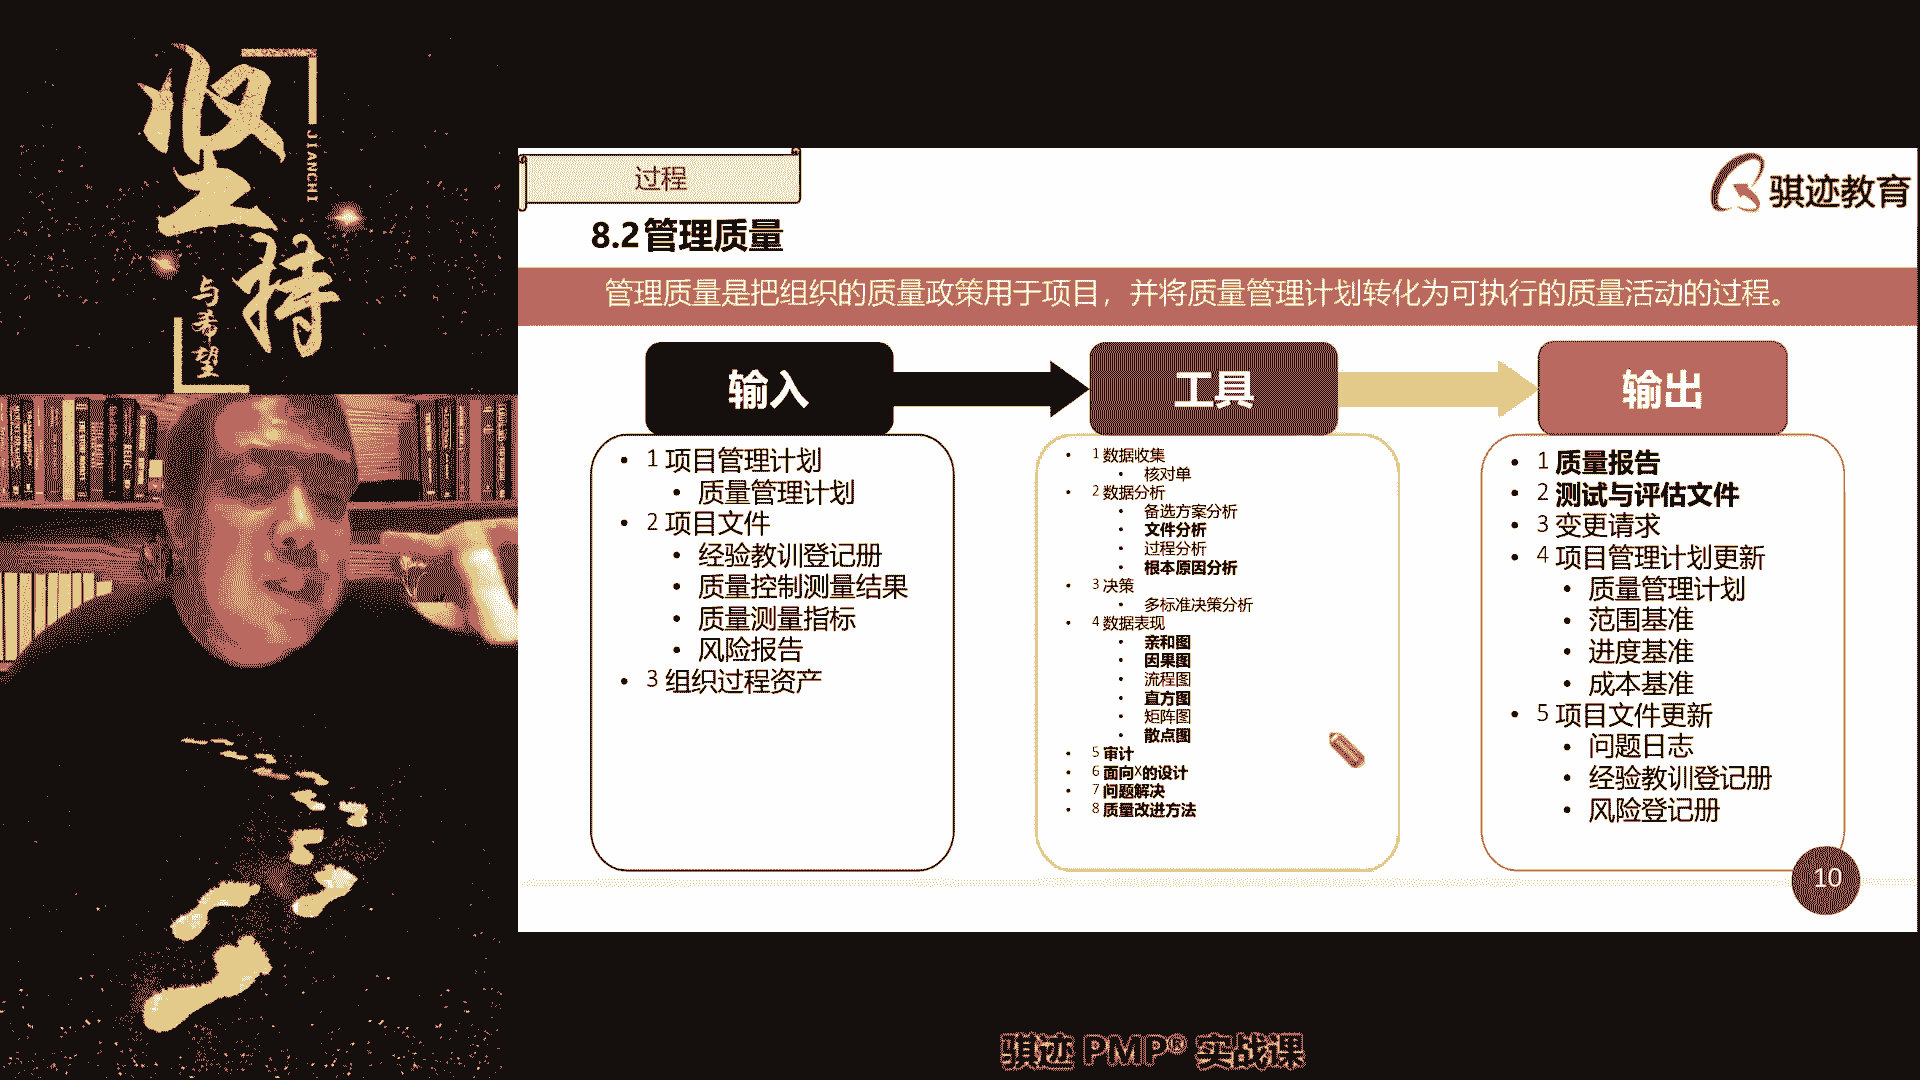 坚持
JIANCHI
与希望
过程
骐迹教育
8.2管理质量
管理质量是把组织的质量政策用于项目，并将质量管理计划转化为可执行的质量活动的过程。
输入
• 1 项目管理计划
• 质量管理计划
• 2 项目文件
• 经验教训登记册
• 质量控制测量结果
• 质量测量指标
• 风险报告
• 3 组织过程资产
工具
• 1 数据收集
• 核对单
• 2 数据分析
• 备选方案分析
• 文件分析
• 过程分析
• 根本原因分析
• 3 决策
• 多标准决策分析
• 4 数据表现
• 亲和图
• 因果图
• 流程图
• 直方图
• 矩阵图
• 散点图
• 5 审计
• 6 面向X的设计
• 7 问题解决
• 8 质量改进方法
输出
• 1 质量报告
• 2 测试与评估文件
• 3 变更请求
• 4 项目管理计划更新
• 质量管理计划
• 范围基准
• 进度基准
• 成本基准
• 5 项目文件更新
• 问题日志
• 经验教训登记册
• 风险登记册
10
骐迹 PMP® 实战课